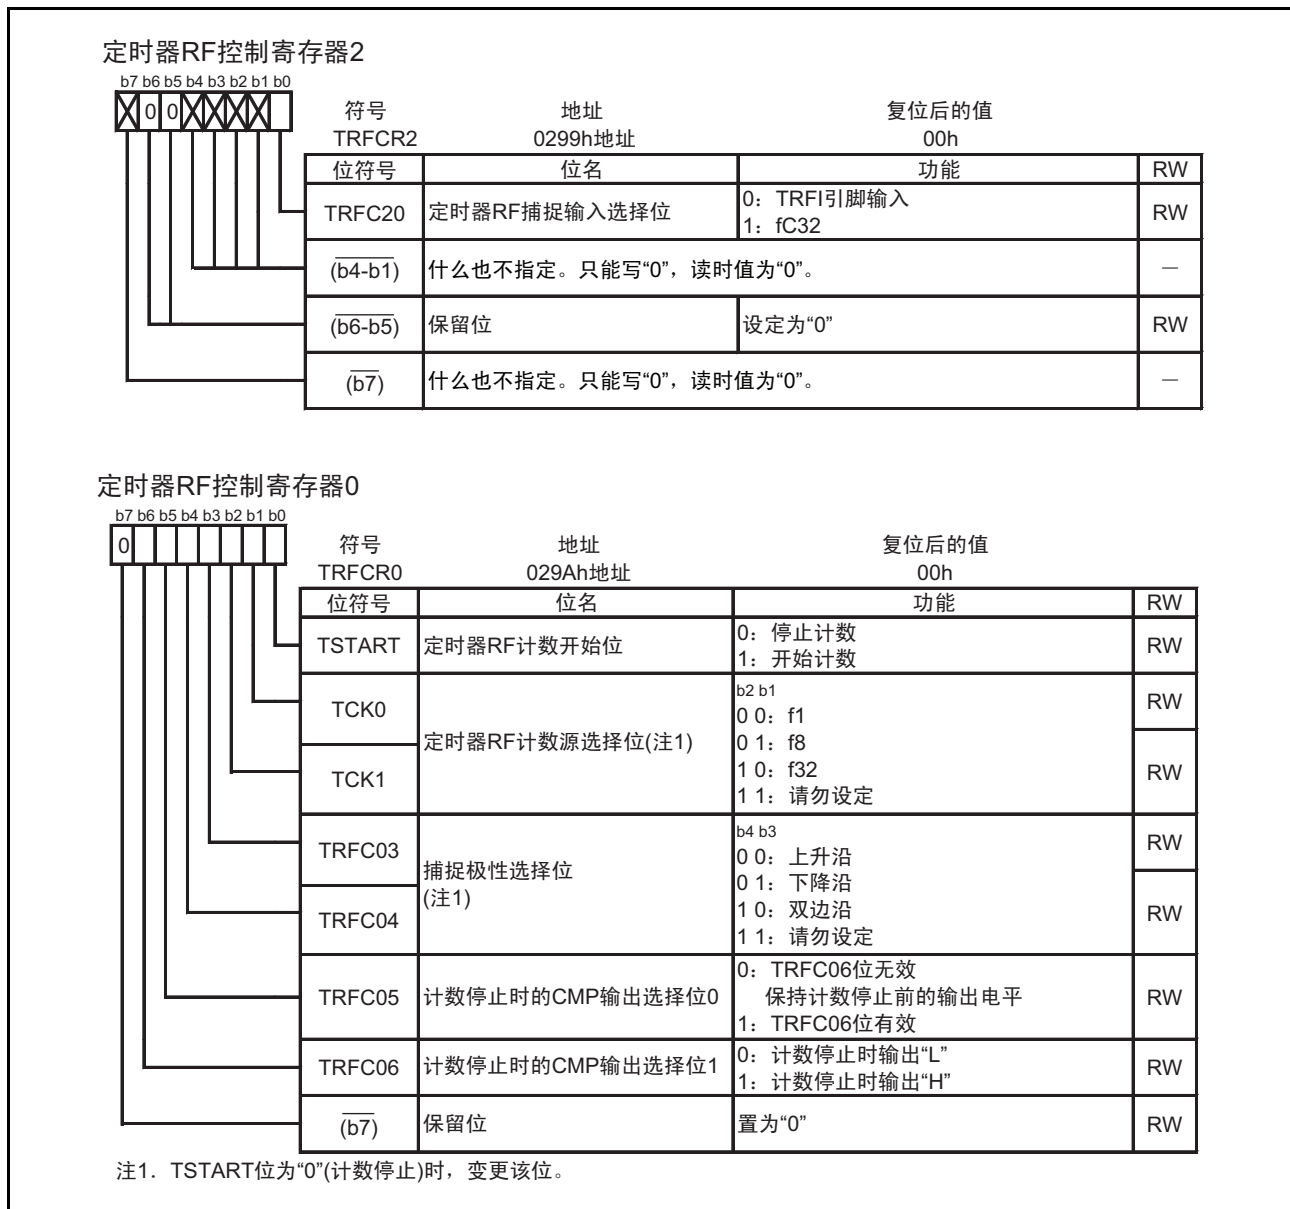 定时器RF控制寄存器2
b7 b6 b5 b4 b3 b2 b1 b0
0 0
符号 地址 复位后的值
TRFCR2 0299h地址 00h
位符号 位名 功能 RW
TRFC20 定时器RF捕捉输入选择位 0：TRFI引脚输入 RW
1：fC32
(b4-b1) 什么也不指定。只能写“0”，读时值为“0”。 —
(b6-b5) 保留位 设定为“0” RW
(b7) 什么也不指定。只能写“0”，读时值为“0”。 —
定时器RF控制寄存器0
b7 b6 b5 b4 b3 b2 b1 b0
0
符号 地址 复位后的值
TRFCR0 029Ah地址 00h
位符号 位名 功能 RW
TSTART 定时器RF计数开始位 0：停止计数 RW
1：开始计数
TCK0 定时器RF计数源选择位(注1) b2 b1 RW
0 0：f1
0 1：f8
TCK1 1 0：f32 RW
1 1：请勿设定
TRFC03 捕捉极性选择位 b4 b3 RW
(注1) 0 0：上升沿
0 1：下降沿
TRFC04 1 0：双边沿 RW
1 1：请勿设定
TRFC05 计数停止时的CMP输出选择位0 0：TRFC06位无效 RW
保持计数停止前的输出电平
1：TRFC06位有效
TRFC06 计数停止时的CMP输出选择位1 0：计数停止时输出“L” RW
1：计数停止时输出“H”
(b7) 保留位 置为“0” RW
注1. TSTART位为“0”(计数停止)时，变更该位。